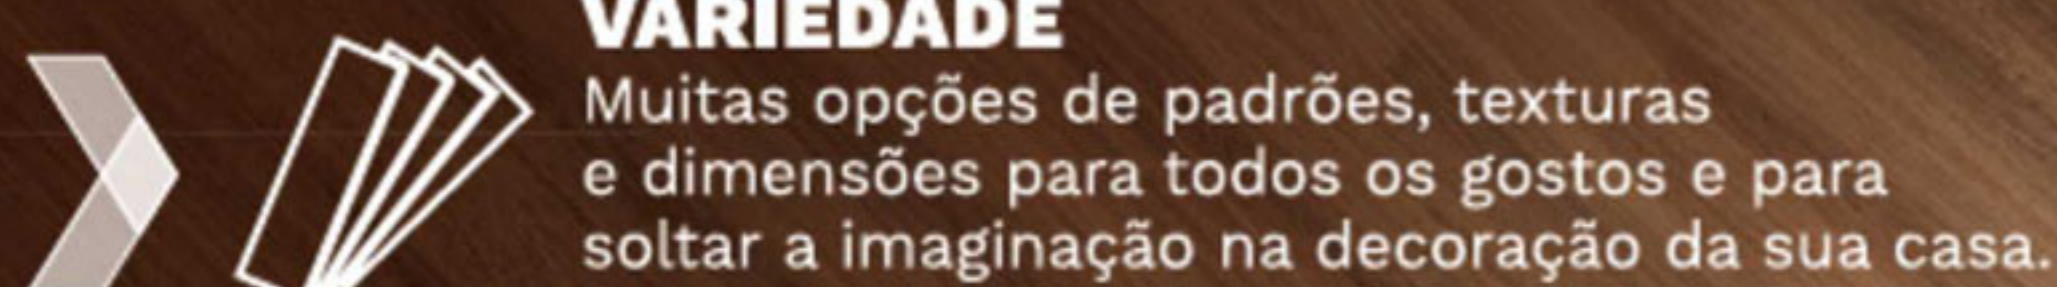 VARIEDADE
Muitas opções de padrões, texturas
e dimensões para todos os gostos e para
soltar a imaginação na decoração da sua casa.